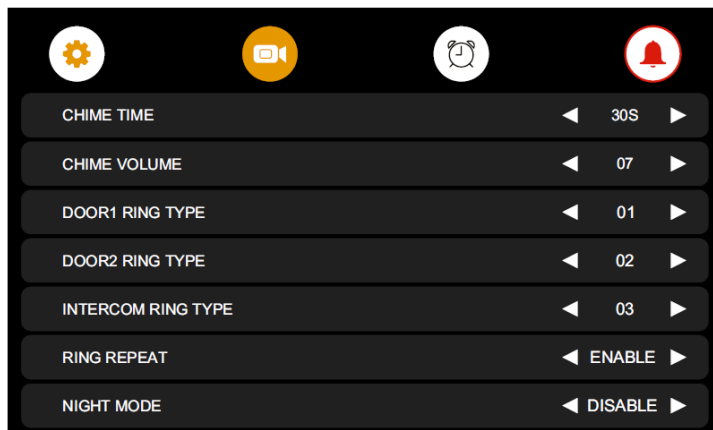 CHIME TIME 30S
CHIME VOLUME 07
DOOR1 RING TYPE 01
DOOR2 RING TYPE 02
INTERCOM RING TYPE 03
RING REPEAT ENABLE
NIGHT MODE DISABLE